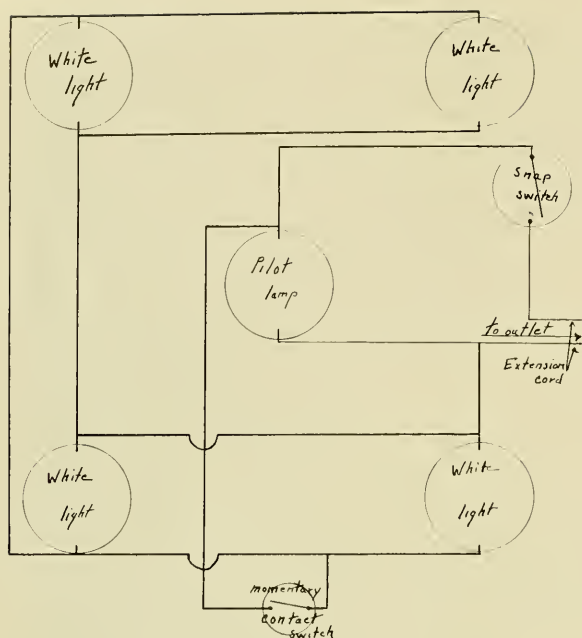 White
light
White
light
Snap
switch
Pilot
lamp
to outlet
Extension
cord
White
light
White
light
momentary
contact
switch